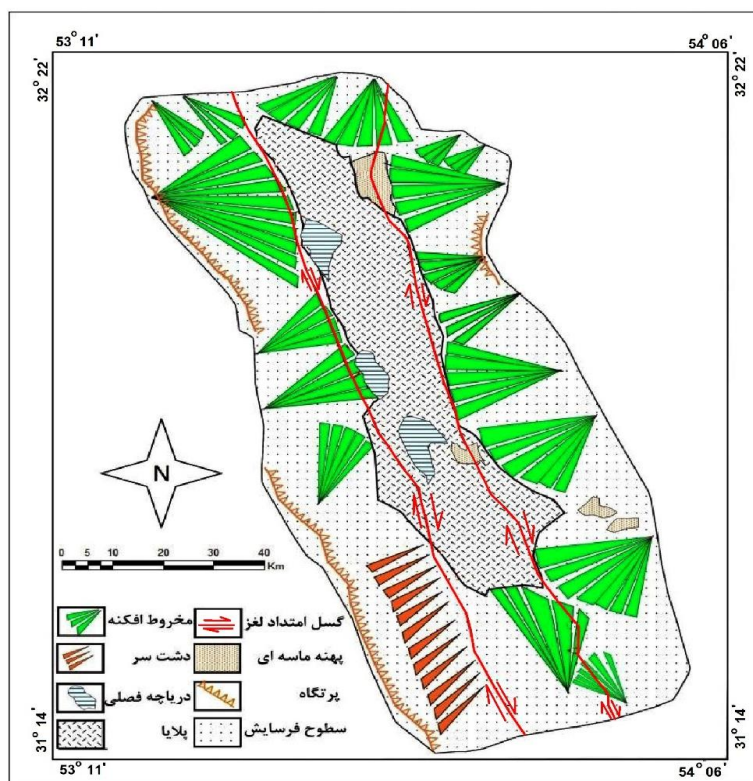 53° 11' 54° 06'
32° 22' 32° 22'
N
0 5 10 20 30 40
Km
مخروط افکنه گسل امتداد لغز
دشت سر پهنه ماسه ای
دریاچه فصلی پرتگاه
پلایا سطوح فرسایش
31° 14' 31° 14'
53° 11' 54° 06'